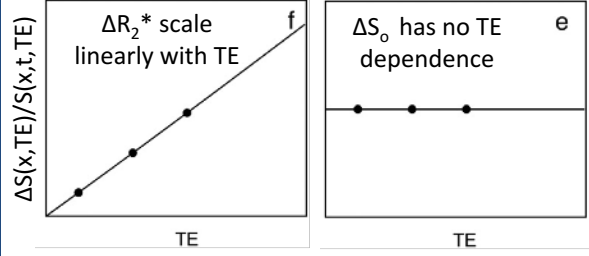 ΔS(x,TE)/S(x,t,TE)
ΔR₂* scale
linearly with TE
f
TE
ΔSₒ has no TE
dependence
e
TE